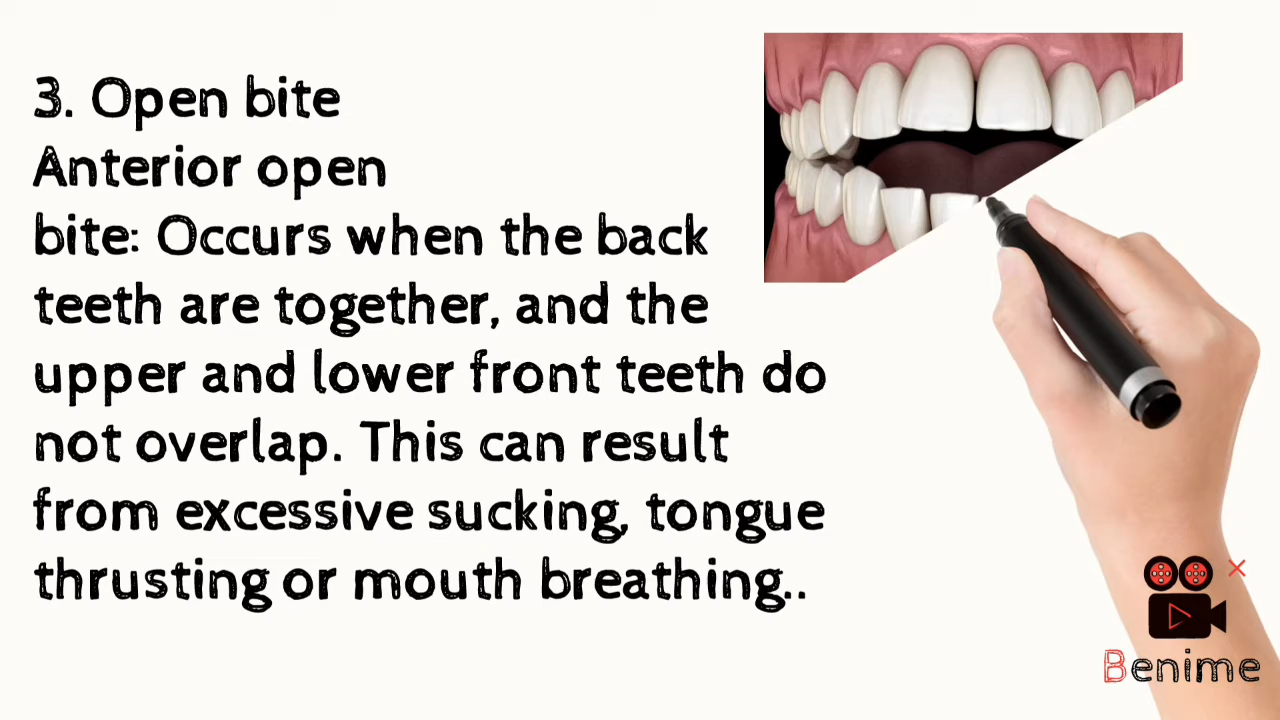 3. Open bite
Anterior open
bite: Occurs when the back
teeth are together, and the
upper and lower front teeth do
not overlap. This can result
from excessive sucking, tongue
thrusting or mouth breathing..
Benime